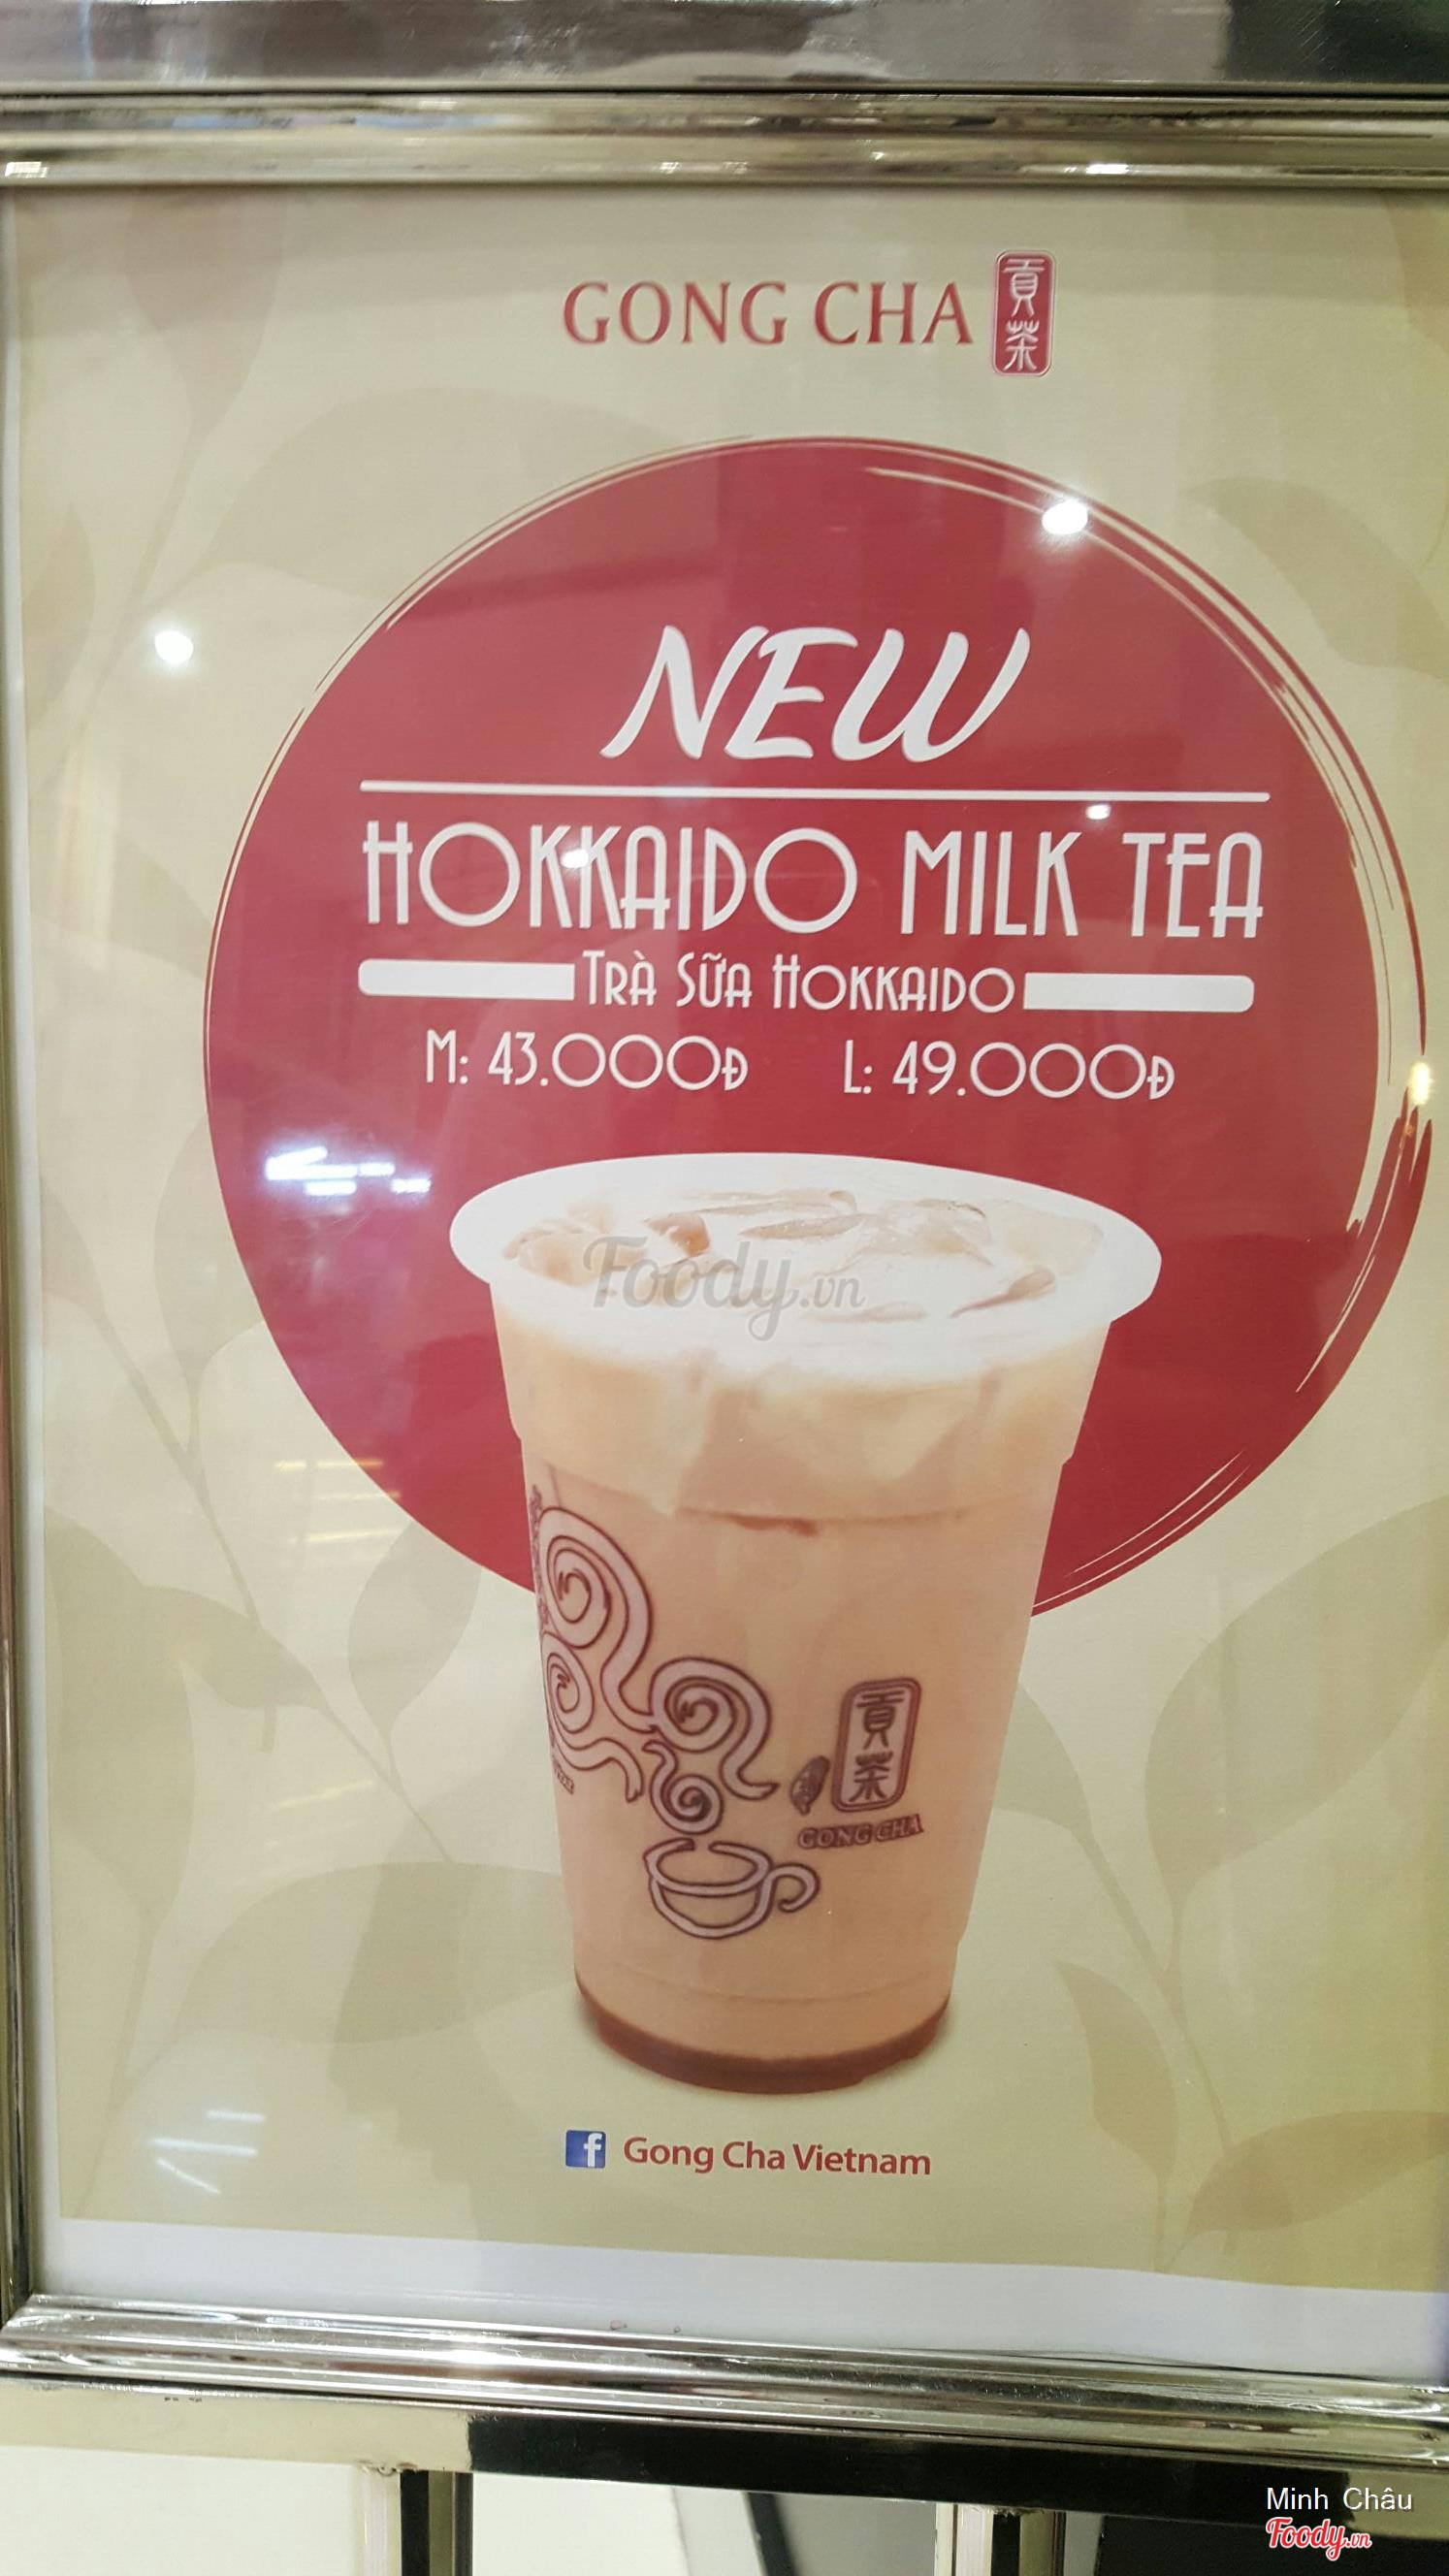 GONG CHA 貢茶
NEW
HOKKAIDO MILK TEA
TRÀ SỮA HOKKAIDO
M: 43.000Đ L: 49.000Đ
Foody.vn
貢茶
GONG CHA
f Gong Cha Vietnam
Minh Châu
Foody.vn